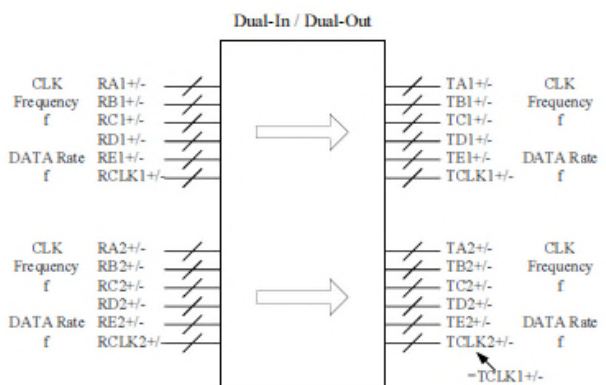 Dual-In / Dual-Out
CLK RA1+/- TA1+/- CLK
Frequency RB1+/- TB1+/- Frequency
f RC1+/- TC1+/- f
RD1+/- TD1+/-
DATA Rate RE1+/- TE1+/- DATA Rate
f RCLK1+/- TCLK1+/- f
CLK RA2+/- TA2+/- CLK
Frequency RB2+/- TB2+/- Frequency
f RC2+/- TC2+/- f
RD2+/- TD2+/-
DATA Rate RE2+/- TE2+/- DATA Rate
f RCLK2+/ TCLK2+/- f
=TCLK1+/-